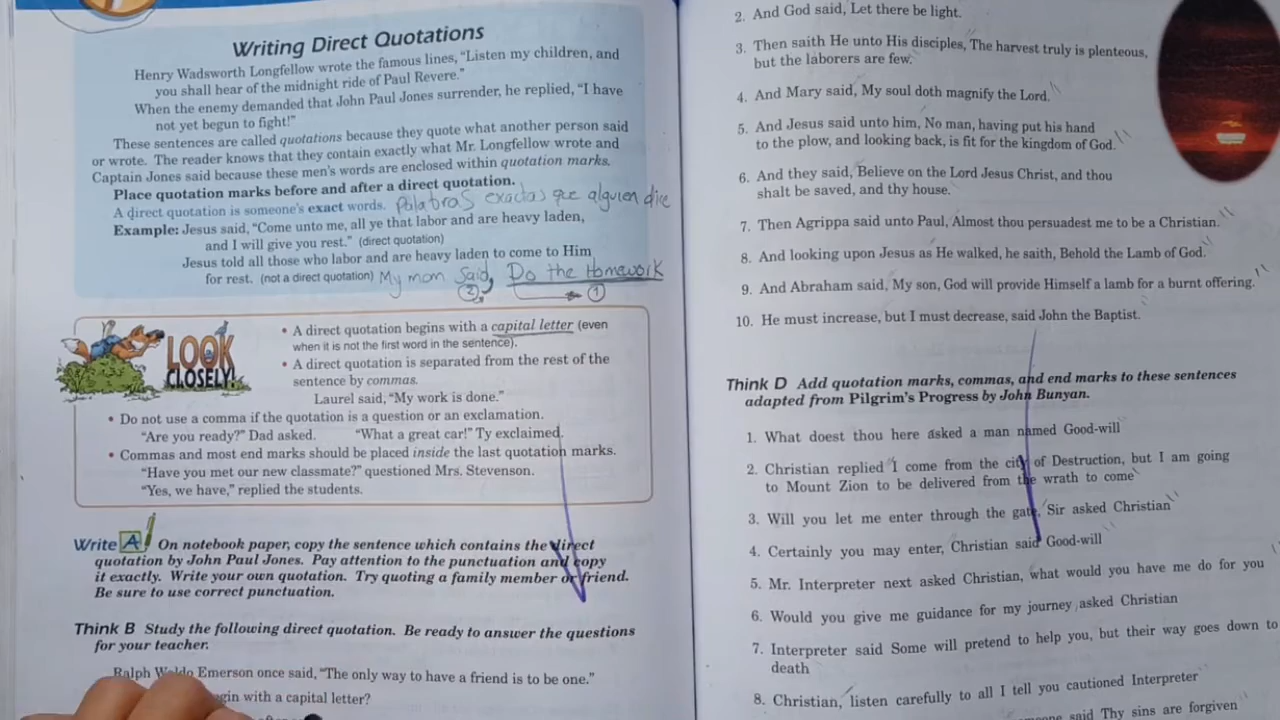 Writing Direct Quotations
Henry Wadsworth Longfellow wrote the famous lines, “Listen my children, and
you shall hear of the midnight ride of Paul Revere.”
When the enemy demanded that John Paul Jones surrender, he replied, “I have
not yet begun to fight!”
These sentences are called quotations because they quote what another person said
or wrote. The reader knows that they contain exactly what Mr. Longfellow wrote and
Captain Jones said because these men’s words are enclosed within quotation marks.
Place quotation marks before and after a direct quotation.
A direct quotation is someone’s exact words. Palabras exactas que alguien dice
Example: Jesus said, “Come unto me, all ye that labor and are heavy laden,
and I will give you rest.” (direct quotation)
Jesus told all those who labor and are heavy laden to come to Him
for rest. (not a direct quotation) My mom said, Do the Homework
2 1
LOOK
CLOSELY!
• A direct quotation begins with a capital letter (even
when it is not the first word in the sentence).
• A direct quotation is separated from the rest of the
sentence by commas.
Laurel said, “My work is done.”
• Do not use a comma if the quotation is a question or an exclamation.
“Are you ready?” Dad asked. “What a great car!” Ty exclaimed.
• Commas and most end marks should be placed inside the last quotation marks.
“Have you met our new classmate?” questioned Mrs. Stevenson.
“Yes, we have,” replied the students.
Write A On notebook paper, copy the sentence which contains the direct
quotation by John Paul Jones. Pay attention to the punctuation and copy
it exactly. Write your own quotation. Try quoting a family member or friend.
Be sure to use correct punctuation.
Think B Study the following direct quotation. Be ready to answer the questions
for your teacher.
Ralph Waldo Emerson once said, “The only way to have a friend is to be one.”
begin with a capital letter?
2. And God said, Let there be light.
3. Then saith He unto His disciples, "The harvest truly is plenteous,
but the laborers are few."
4. And Mary said, "My soul doth magnify the Lord."
5. And Jesus said unto him, "No man, having put his hand
to the plow, and looking back, is fit for the kingdom of God."
6. And they said, "Believe on the Lord Jesus Christ, and thou
shalt be saved, and thy house."
7. Then Agrippa said unto Paul, "Almost thou persuadest me to be a Christian."
8. And looking upon Jesus as He walked, he saith, "Behold the Lamb of God."
9. And Abraham said, "My son, God will provide Himself a lamb for a burnt offering."
10. He must increase, but I must decrease, said John the Baptist.
Think D Add quotation marks, commas, and end marks to these sentences
adapted from Pilgrim’s Progress by John Bunyan.
1. What doest thou here asked a man named Good-will
2. Christian replied "I come from the city of Destruction, but I am going
to Mount Zion to be delivered from the wrath to come"
3. Will you let me enter through the gate, Sir asked Christian"
4. Certainly you may enter, Christian said Good-will
5. Mr. Interpreter next asked Christian, what would you have me do for you
6. Would you give me guidance for my journey, asked Christian
7. Interpreter said Some will pretend to help you, but their way goes down to
death
8. Christian, listen carefully to all I tell you cautioned Interpreter
said Thy sins are forgiven